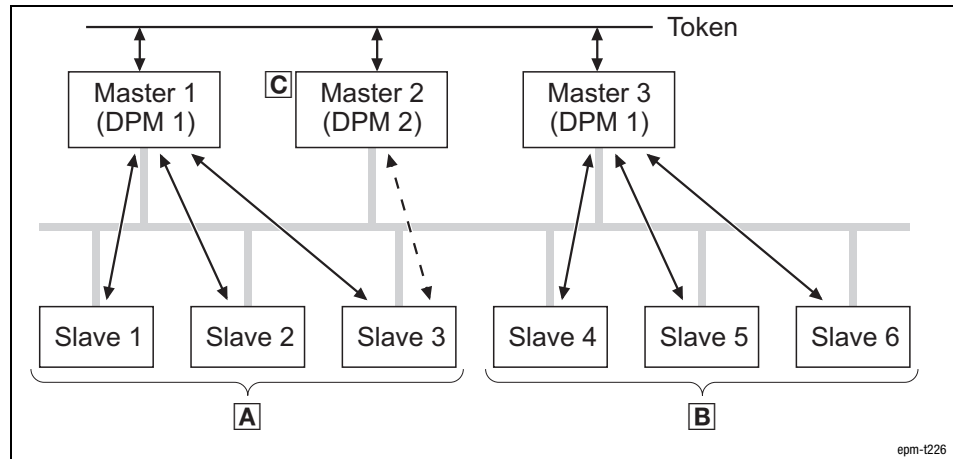 Token
C
Master 1
(DPM 1)
Master 2
(DPM 2)
Master 3
(DPM 1)
Slave 1
Slave 2
Slave 3
Slave 4
Slave 5
Slave 6
A
B
epm-t226